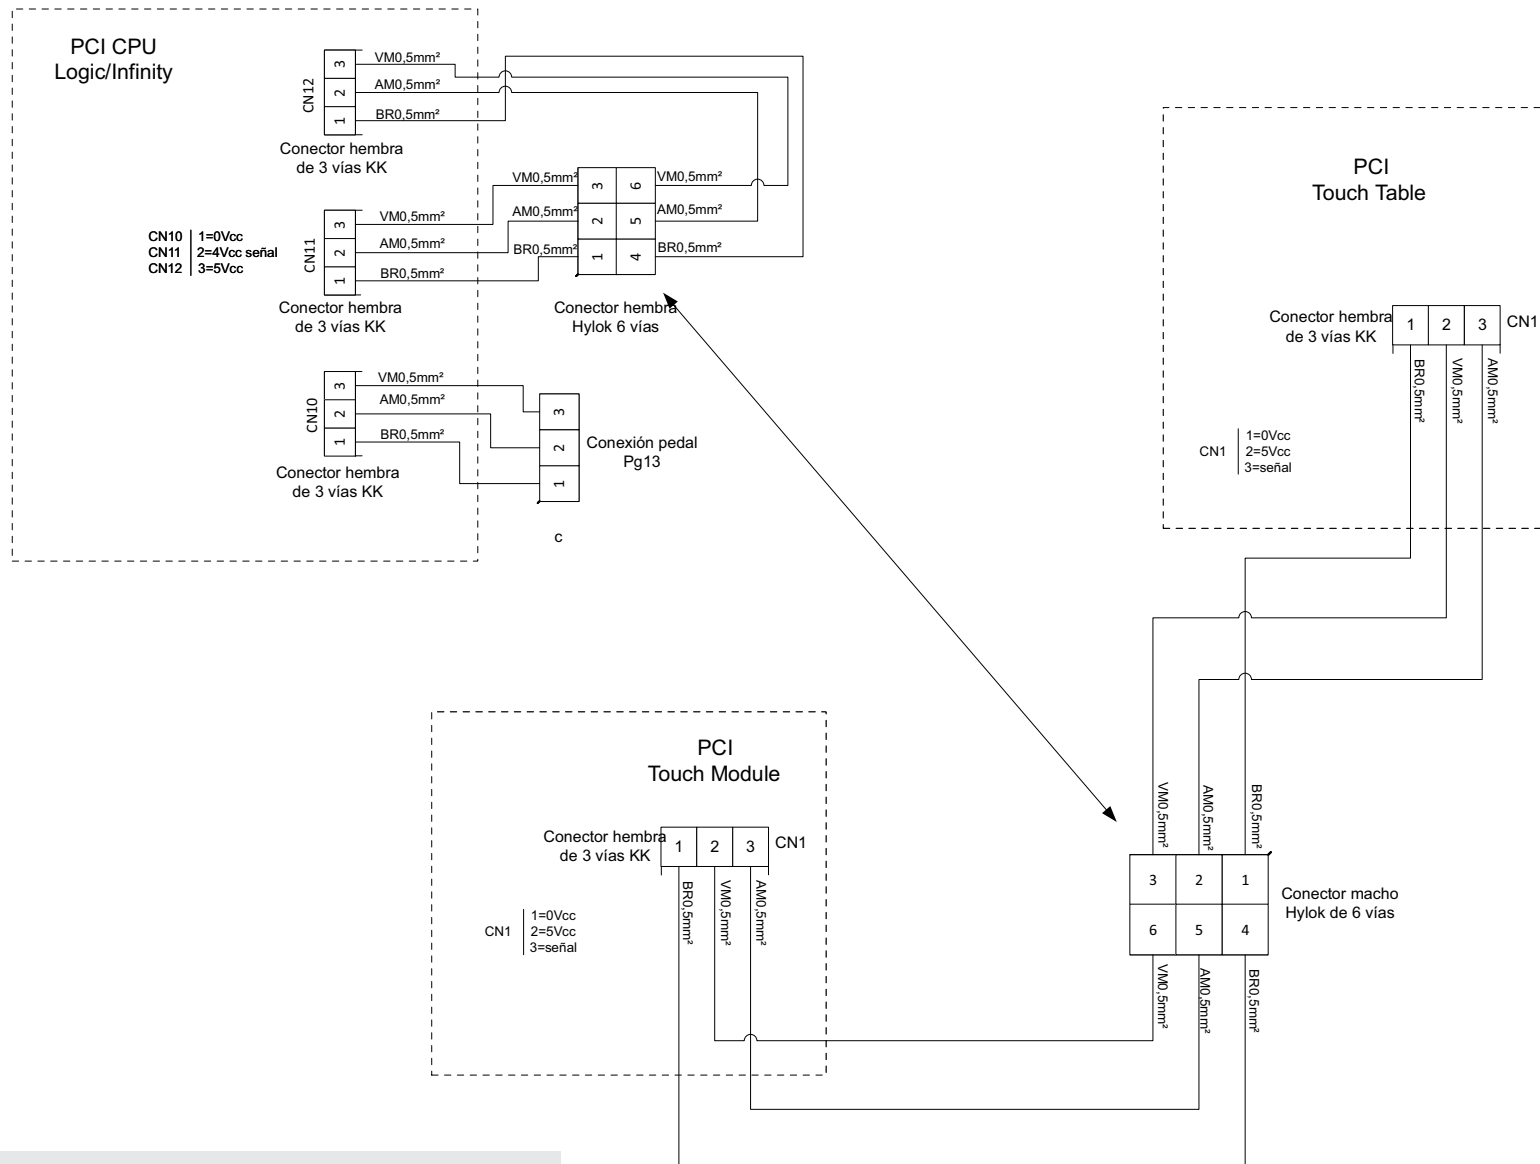 PCI CPU
Logic/Infinity
CN12
3
2
1
VM0,5mm²
AM0,5mm²
BR0,5mm²
Conector hembra
de 3 vías KK
CN10 1=0Vcc
CN11 2=4Vcc señal
CN12 3=5Vcc
CN11
3
2
1
VM0,5mm²
AM0,5mm²
BR0,5mm²
Conector hembra
de 3 vías KK
VM0,5mm² 3 6 VM0,5mm²
AM0,5mm² 2 5 AM0,5mm²
BR0,5mm² 1 4 BR0,5mm²
Conector hembra
Hylok 6 vías
CN10
3
2
1
VM0,5mm²
AM0,5mm²
BR0,5mm²
Conector hembra
de 3 vías KK
3
2
1
Conexión pedal
Pg13
c
PCI
Touch Table
Conector hembra
de 3 vías KK
1 2 3 CN1
BR0,5mm²
VM0,5mm²
AM0,5mm²
CN1
1=0Vcc
2=5Vcc
3=señal
PCI
Touch Module
Conector hembra
de 3 vías KK
1 2 3 CN1
BR0,5mm²
VM0,5mm²
AM0,5mm²
CN1
1=0Vcc
2=5Vcc
3=señal
VM0,5mm²
AM0,5mm²
BR0,5mm²
3 2 1
6 5 4
Conector macho
Hylok de 6 vías
VM0,5mm²
AM0,5mm²
BR0,5mm²